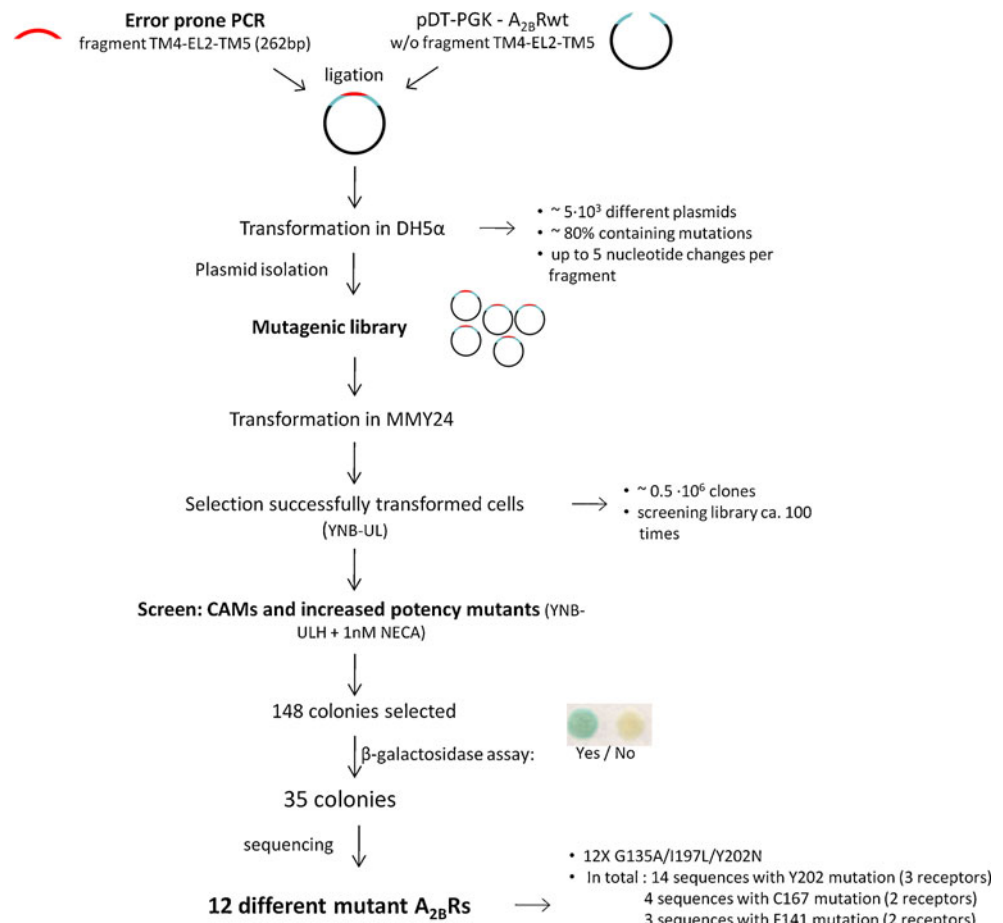 Error prone PCR
fragment TM4-EL2-TM5 (262bp)
pDT-PGK - A2BRwt
w/o fragment TM4-EL2-TM5
ligation
Transformation in DH5α
• ~ 5·10³ different plasmids
• ~ 80% containing mutations
• up to 5 nucleotide changes per
fragment
Plasmid isolation
Mutagenic library
Transformation in MMY24
Selection successfully transformed cells
(YNB-UL)
• ~ 0.5 ·10⁶ clones
• screening library ca. 100
times
Screen: CAMs and increased potency mutants (YNB-
ULH + 1nM NECA)
148 colonies selected
β-galactosidase assay:
Yes / No
35 colonies
sequencing
12 different mutant A2BRs
• 12X G135A/I197L/Y202N
• In total : 14 sequences with Y202 mutation (3 receptors)
4 sequences with C167 mutation (2 receptors)
3 sequences with F141 mutation (2 receptors)